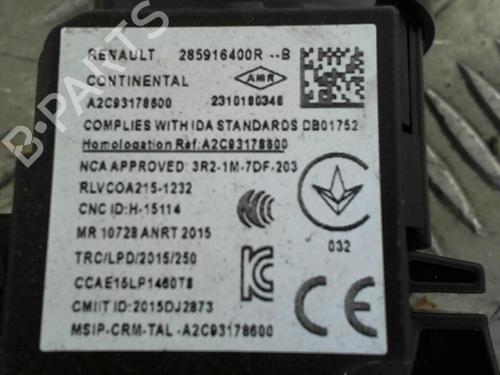 RENAULT 285916400R --B
CONTINENTAL AMR
A2C93178600 2310180346
COMPLIES WITH IDA STANDARDS DB01752
Homologation Ref: A2C93178600
NCA APPROVED: 3R2-1M-7DF-203
RLVCOA215-1232
CNC ID: H-15114
MR 10728 ANRT 2015
032
TRC/LPD/2015/250
CCAE15LP1460T8
CMIIT ID: 2015DJ2873
MSIP-CRM-TAL-A2C93178600
CE
B-PARTS